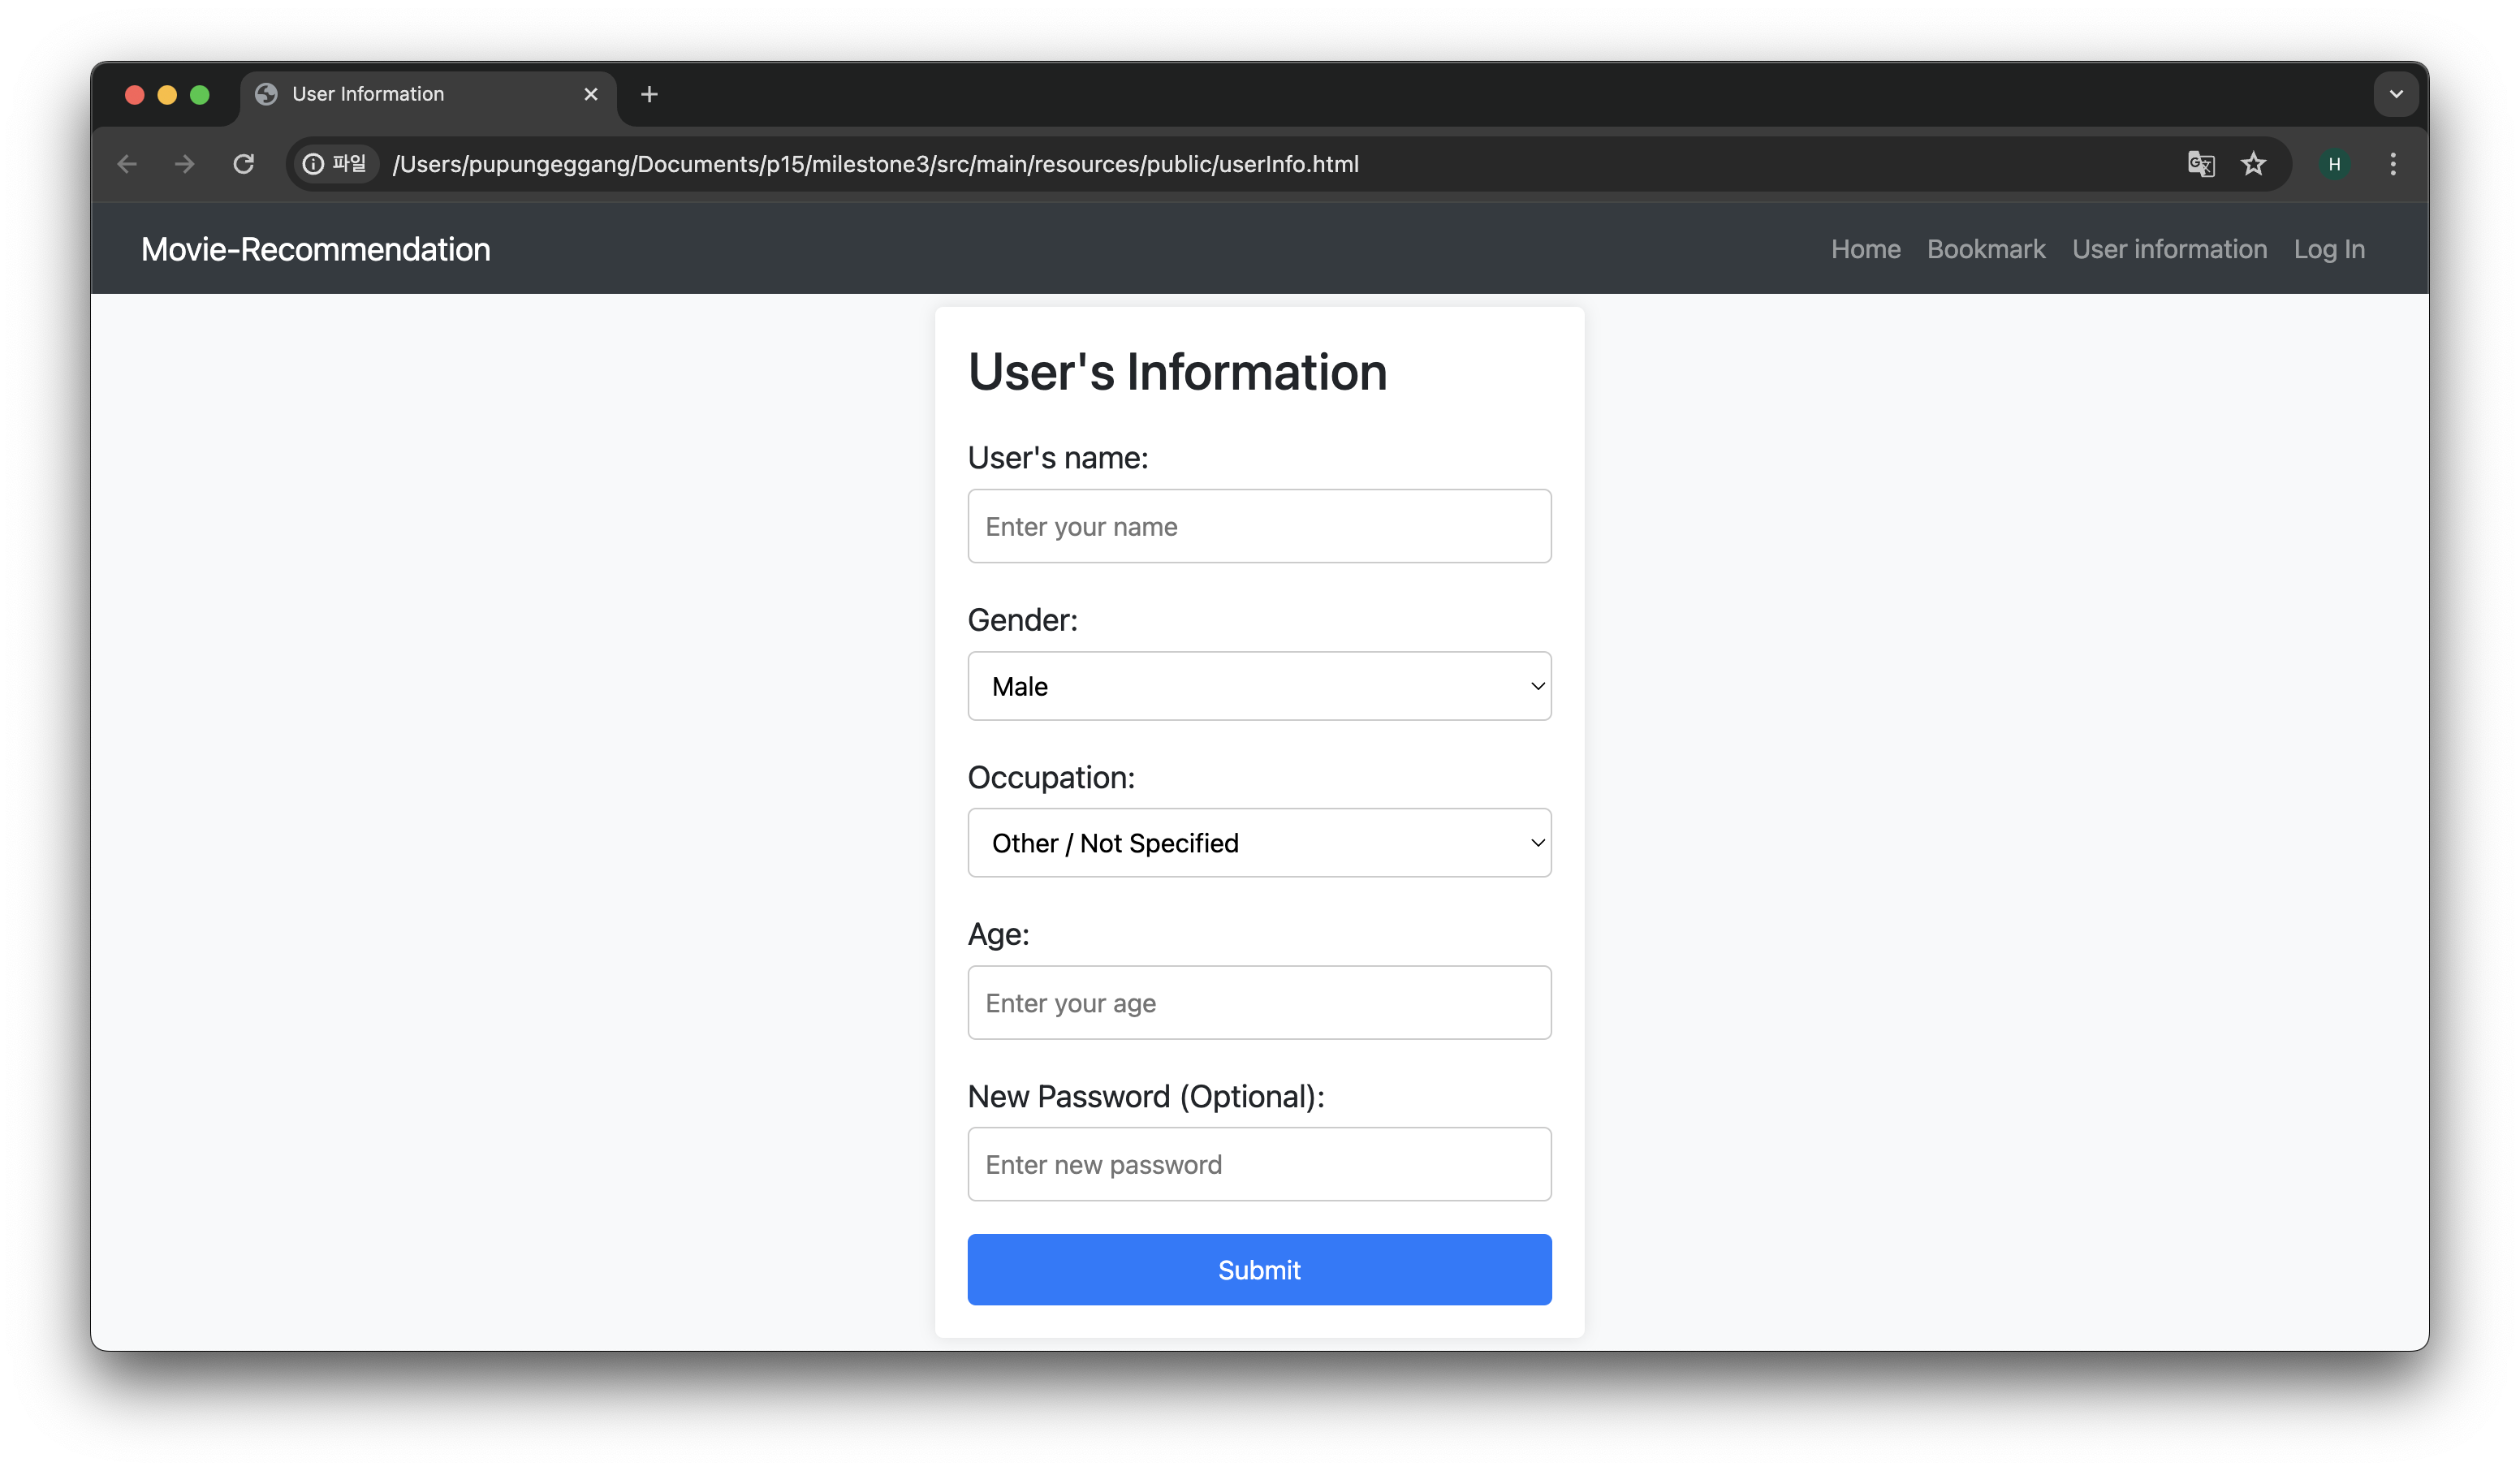 User Information
파일 /Users/pupungeggang/Documents/p15/milestone3/src/main/resources/public/userInfo.html
H
Movie-Recommendation Home Bookmark User information Log In
User's Information
User's name:
Enter your name
Gender:
Male
Occupation:
Other / Not Specified
Age:
Enter your age
New Password (Optional):
Enter new password
Submit